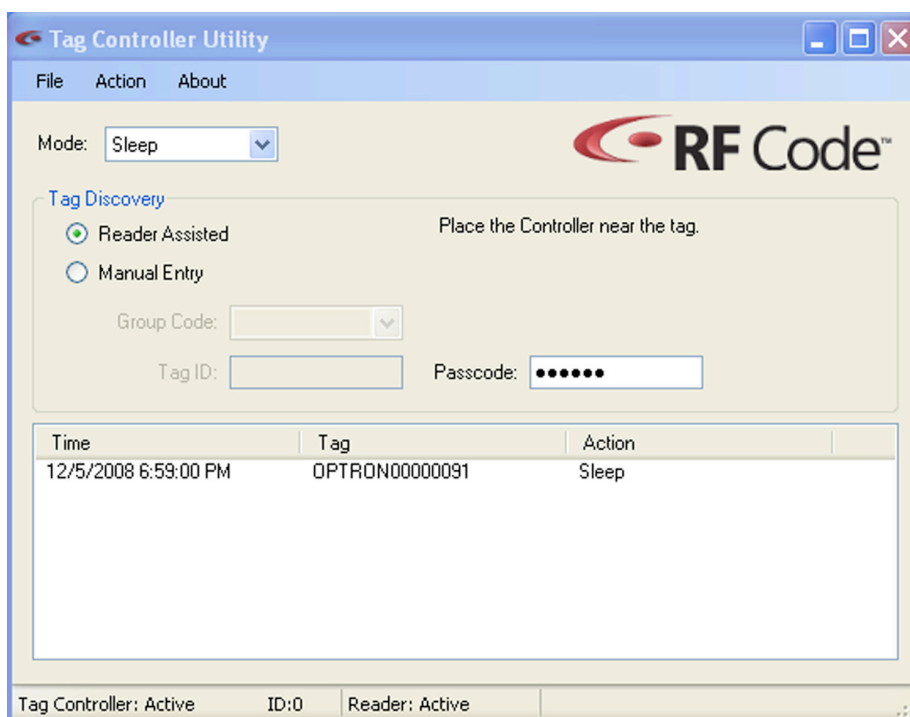 Tag Controller Utility
File Action About
Mode: Sleep
RF Code™
Tag Discovery
Reader Assisted
Place the Controller near the tag.
Manual Entry
Group Code:
Tag ID:
Passcode: ●●●●●●
Time Tag Action
12/5/2008 6:59:00 PM OPTRON00000091 Sleep
Tag Controller: Active ID:0 Reader: Active